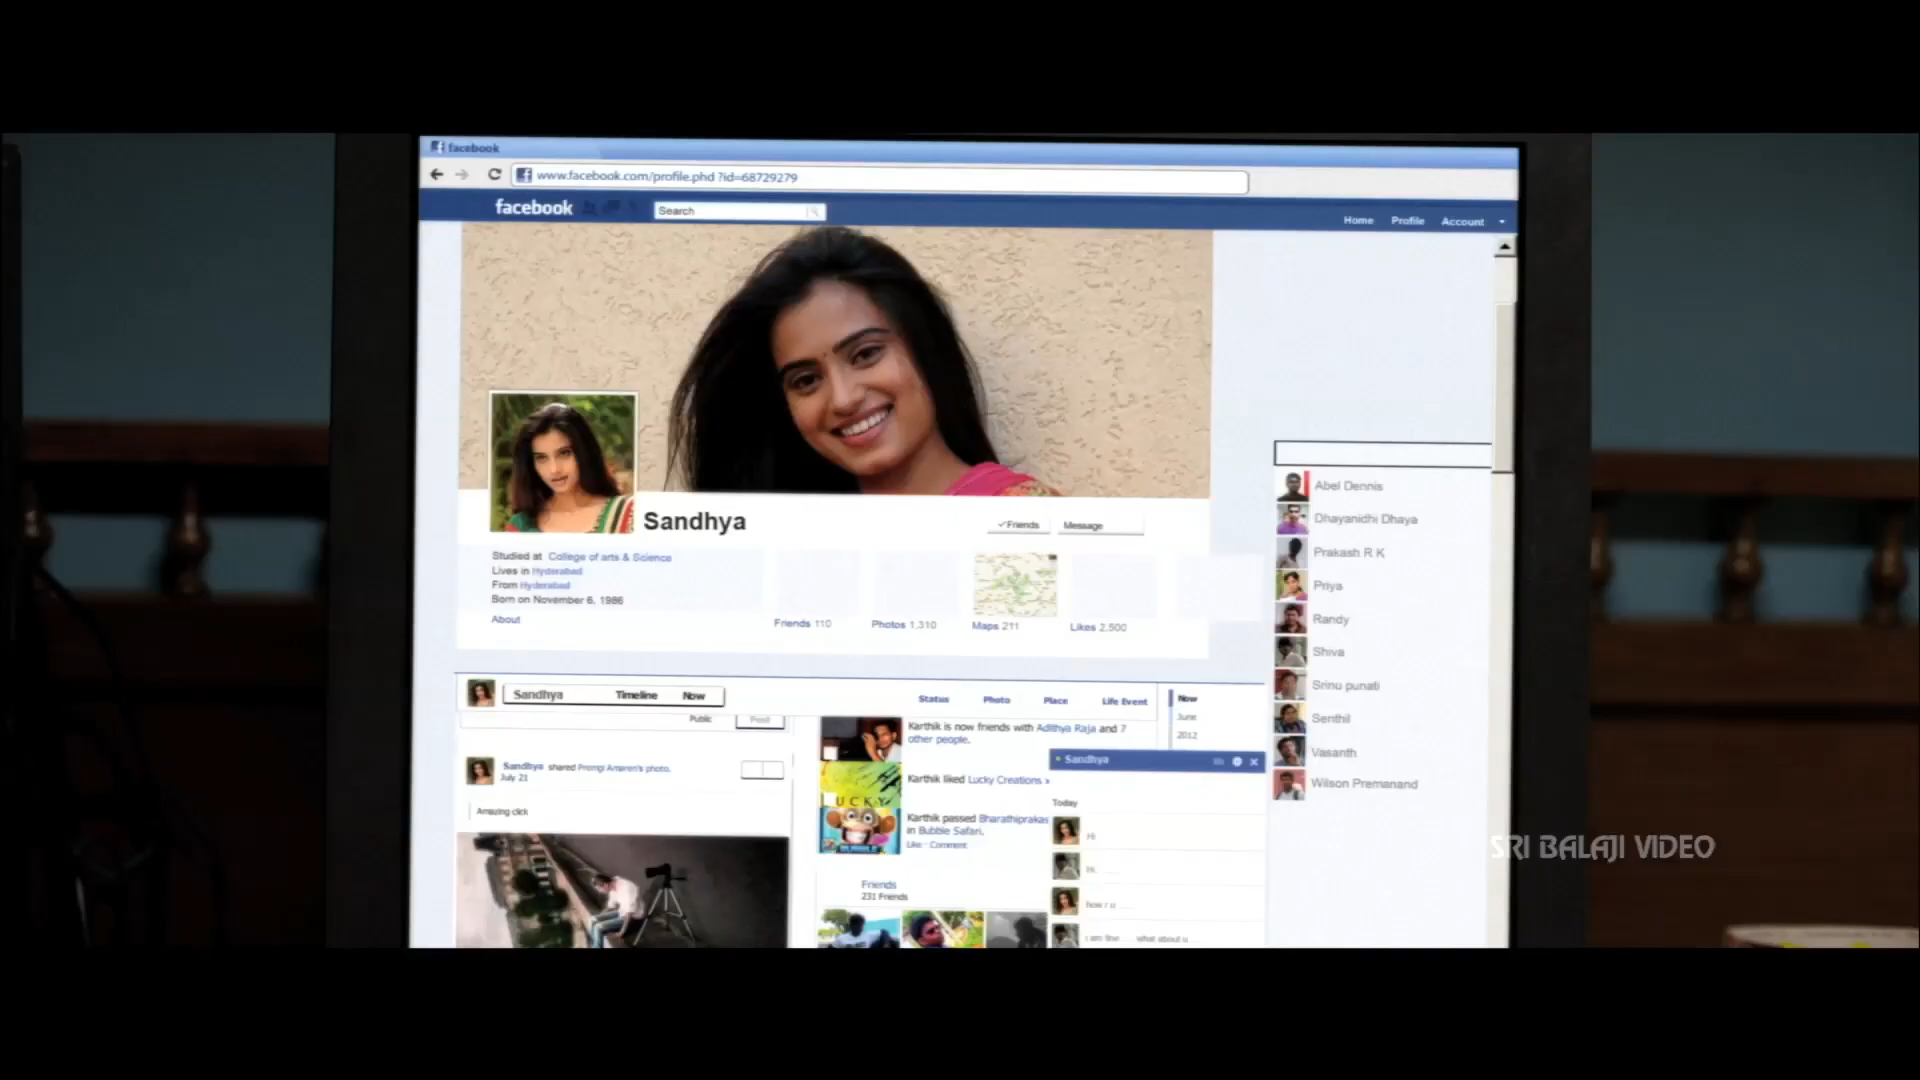 facebook
www.facebook.com/profile.phd ?id=68729279
facebook
Search
Home Profile Account
Sandhya
✓Friends Message
Studied at College of arts & Science
Lives in Hyderabad
From Hyderabad
Born on November 6, 1986
About
Friends 110 Photos 1,310 Maps 211 Likes 2,500
Abel Dennis
Dhayanidhi Dhaya
Prakash R K
Priya
Randy
Shiva
Srinu punati
Senthil
Vasanth
Wilson Premanand
Sandhya Timeline Now
Status Photo Place Life Event
Now
June
2012
Public Post
Sandhya shared Promgi Amaren's photo.
July 21
Amazing click
Karthik is now friends with Adithya Raja and 7
other people.
Karthik liked Lucky Creations »
LUCKY
Karthik passed Bharathiprakas
in Bubble Safari.
Like · Comment
Friends
231 Friends
Sandhya
Today
Hi
Hi.......
how r u ......
i am fine..... what about u...
SRI BALAJI VIDEO